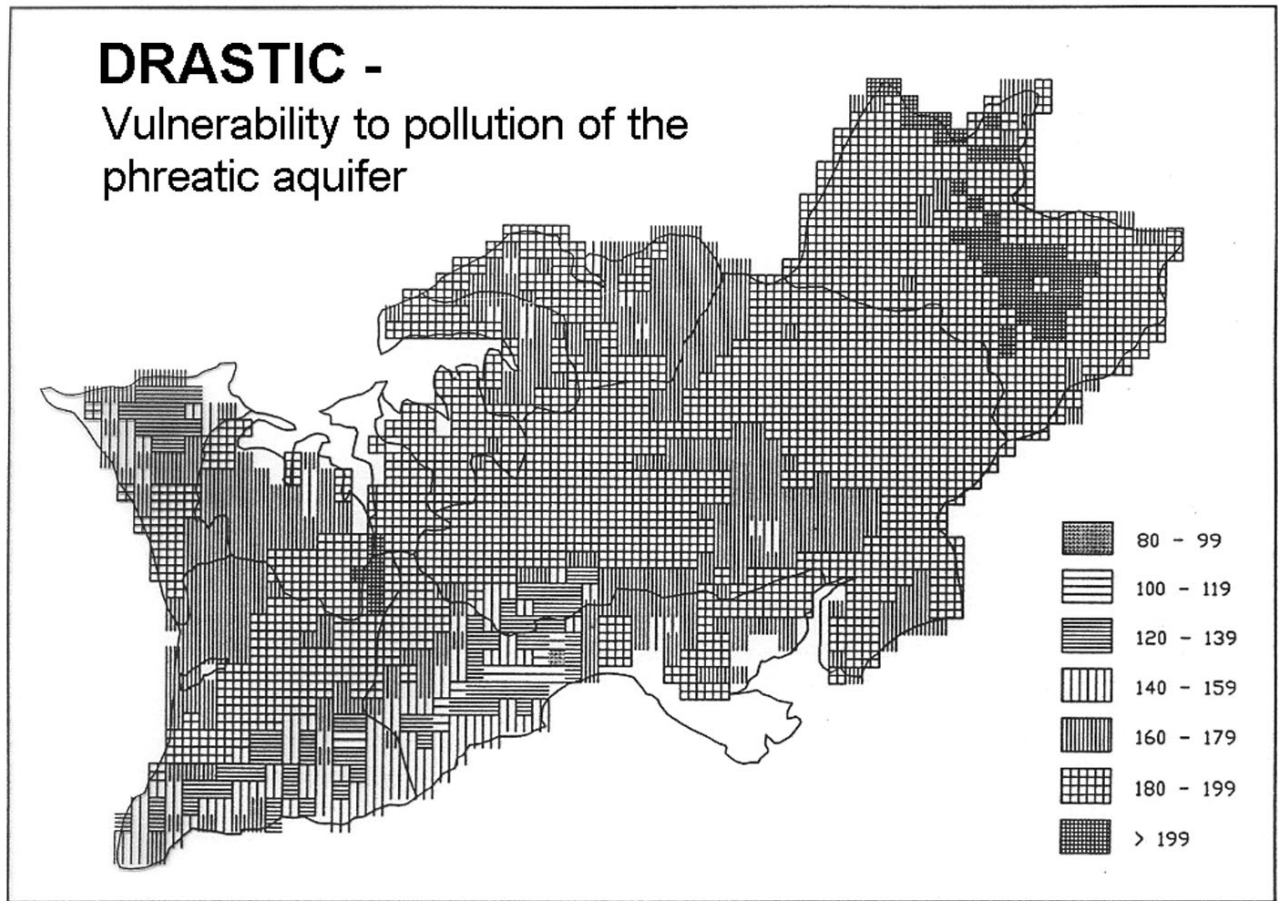 DRASTIC -
Vulnerability to pollution of the
phreatic aquifer
80 - 99
100 - 119
120 - 139
140 - 159
160 - 179
180 - 199
> 199